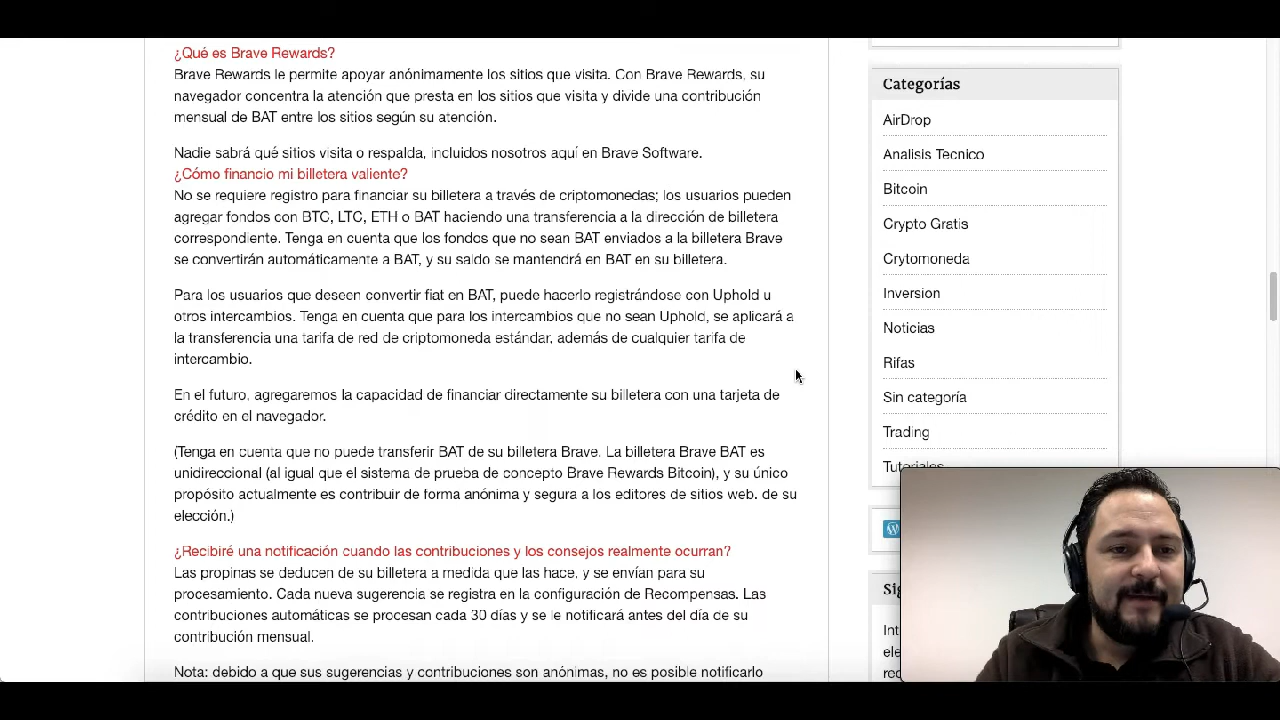 ¿Qué es Brave Rewards?
Brave Rewards le permite apoyar anónimamente los sitios que visita. Con Brave Rewards, su
navegador concentra la atención que presta en los sitios que visita y divide una contribución
mensual de BAT entre los sitios según su atención.
Nadie sabrá qué sitios visita o respalda, incluidos nosotros aquí en Brave Software.
¿Cómo financio mi billetera valiente?
No se requiere registro para financiar su billetera a través de criptomonedas; los usuarios pueden
agregar fondos con BTC, LTC, ETH o BAT haciendo una transferencia a la dirección de billetera
correspondiente. Tenga en cuenta que los fondos que no sean BAT enviados a la billetera Brave
se convertirán automáticamente a BAT, y su saldo se mantendrá en BAT en su billetera.
Para los usuarios que deseen convertir fiat en BAT, puede hacerlo registrándose con Uphold u
otros intercambios. Tenga en cuenta que para los intercambios que no sean Uphold, se aplicará a
la transferencia una tarifa de red de criptomoneda estándar, además de cualquier tarifa de
intercambio.
En el futuro, agregaremos la capacidad de financiar directamente su billetera con una tarjeta de
crédito en el navegador.
(Tenga en cuenta que no puede transferir BAT de su billetera Brave. La billetera Brave BAT es
unidireccional (al igual que el sistema de prueba de concepto Brave Rewards Bitcoin), y su único
propósito actualmente es contribuir de forma anónima y segura a los editores de sitios web. de su
elección.)
¿Recibiré una notificación cuando las contribuciones y los consejos realmente ocurran?
Las propinas se deducen de su billetera a medida que las hace, y se envían para su
procesamiento. Cada nueva sugerencia se registra en la configuración de Recompensas. Las
contribuciones automáticas se procesan cada 30 días y se le notificará antes del día de su
contribución mensual.
Nota: debido a que sus sugerencias y contribuciones son anónimas, no es posible notificarlo
Categorías
AirDrop
Analisis Tecnico
Bitcoin
Crypto Gratis
Crytomoneda
Inversion
Noticias
Rifas
Sin categoría
Trading
Tutoriales